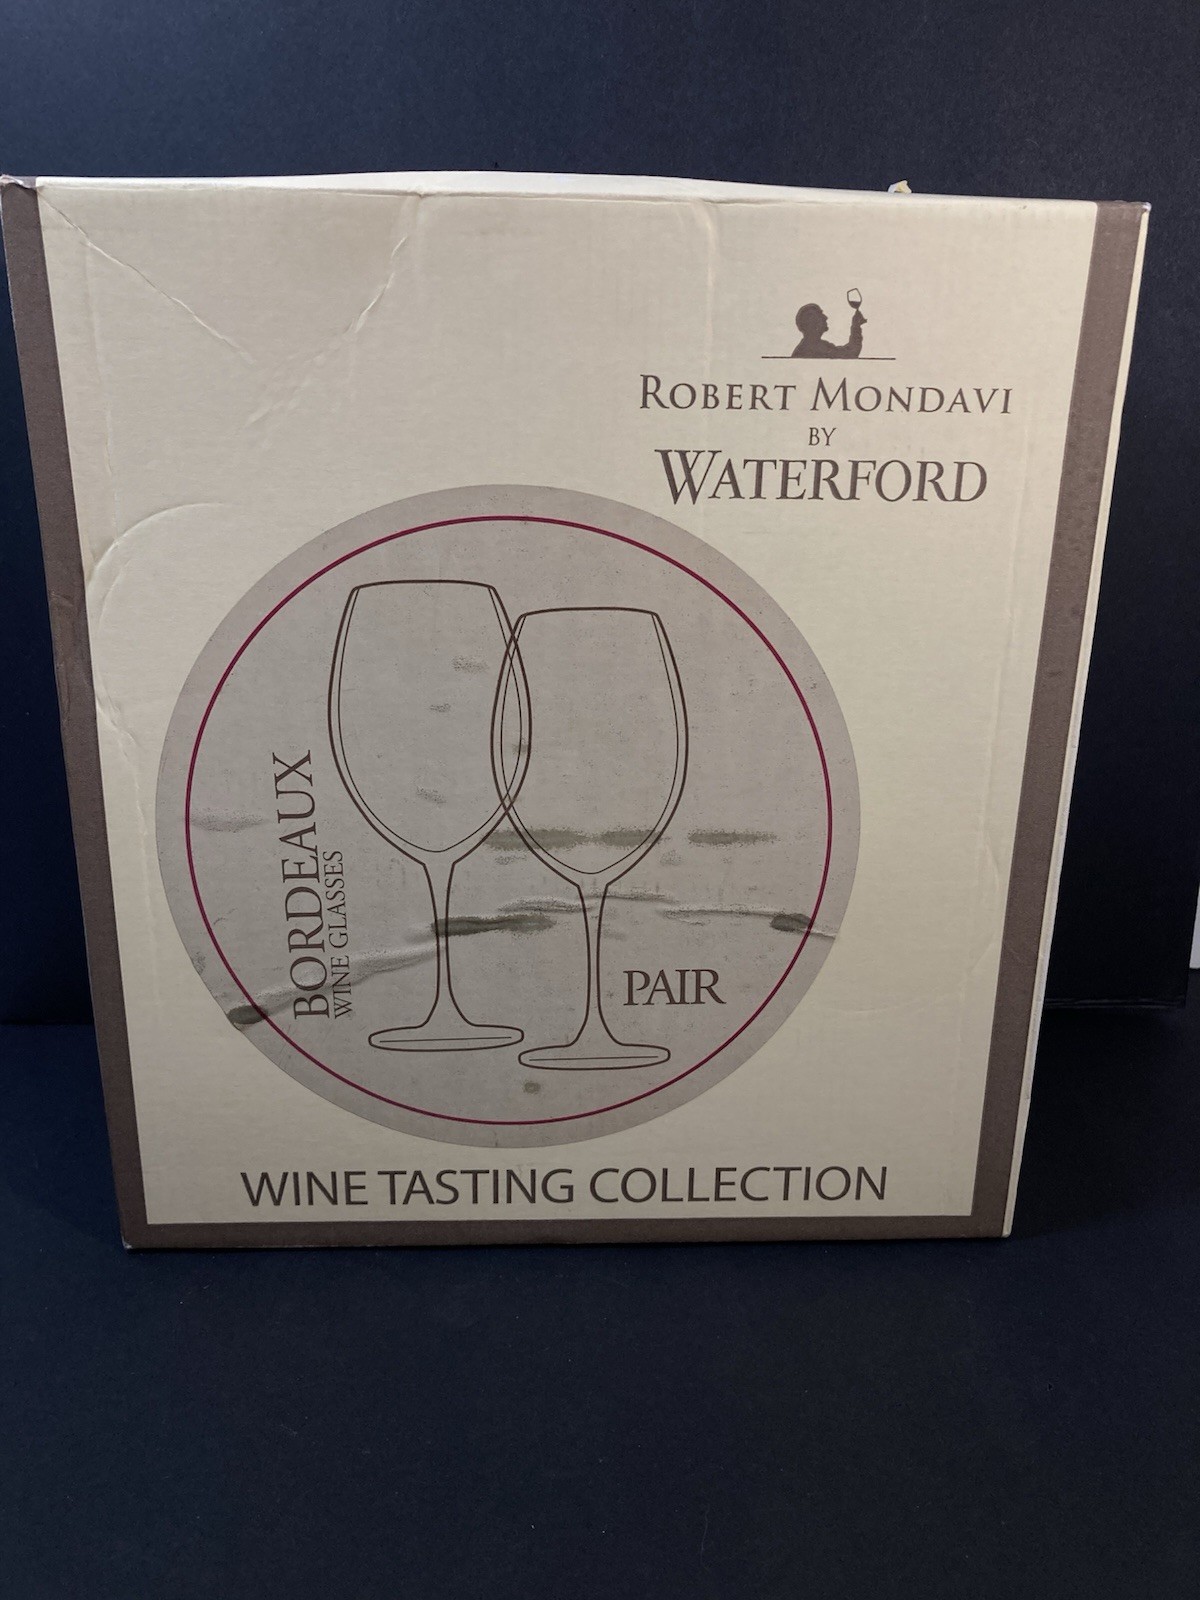 ROBERT MONDAVI
BY
WATERFORD
BORDEAUX
WINE GLASSES
PAIR
WINE TASTING COLLECTION